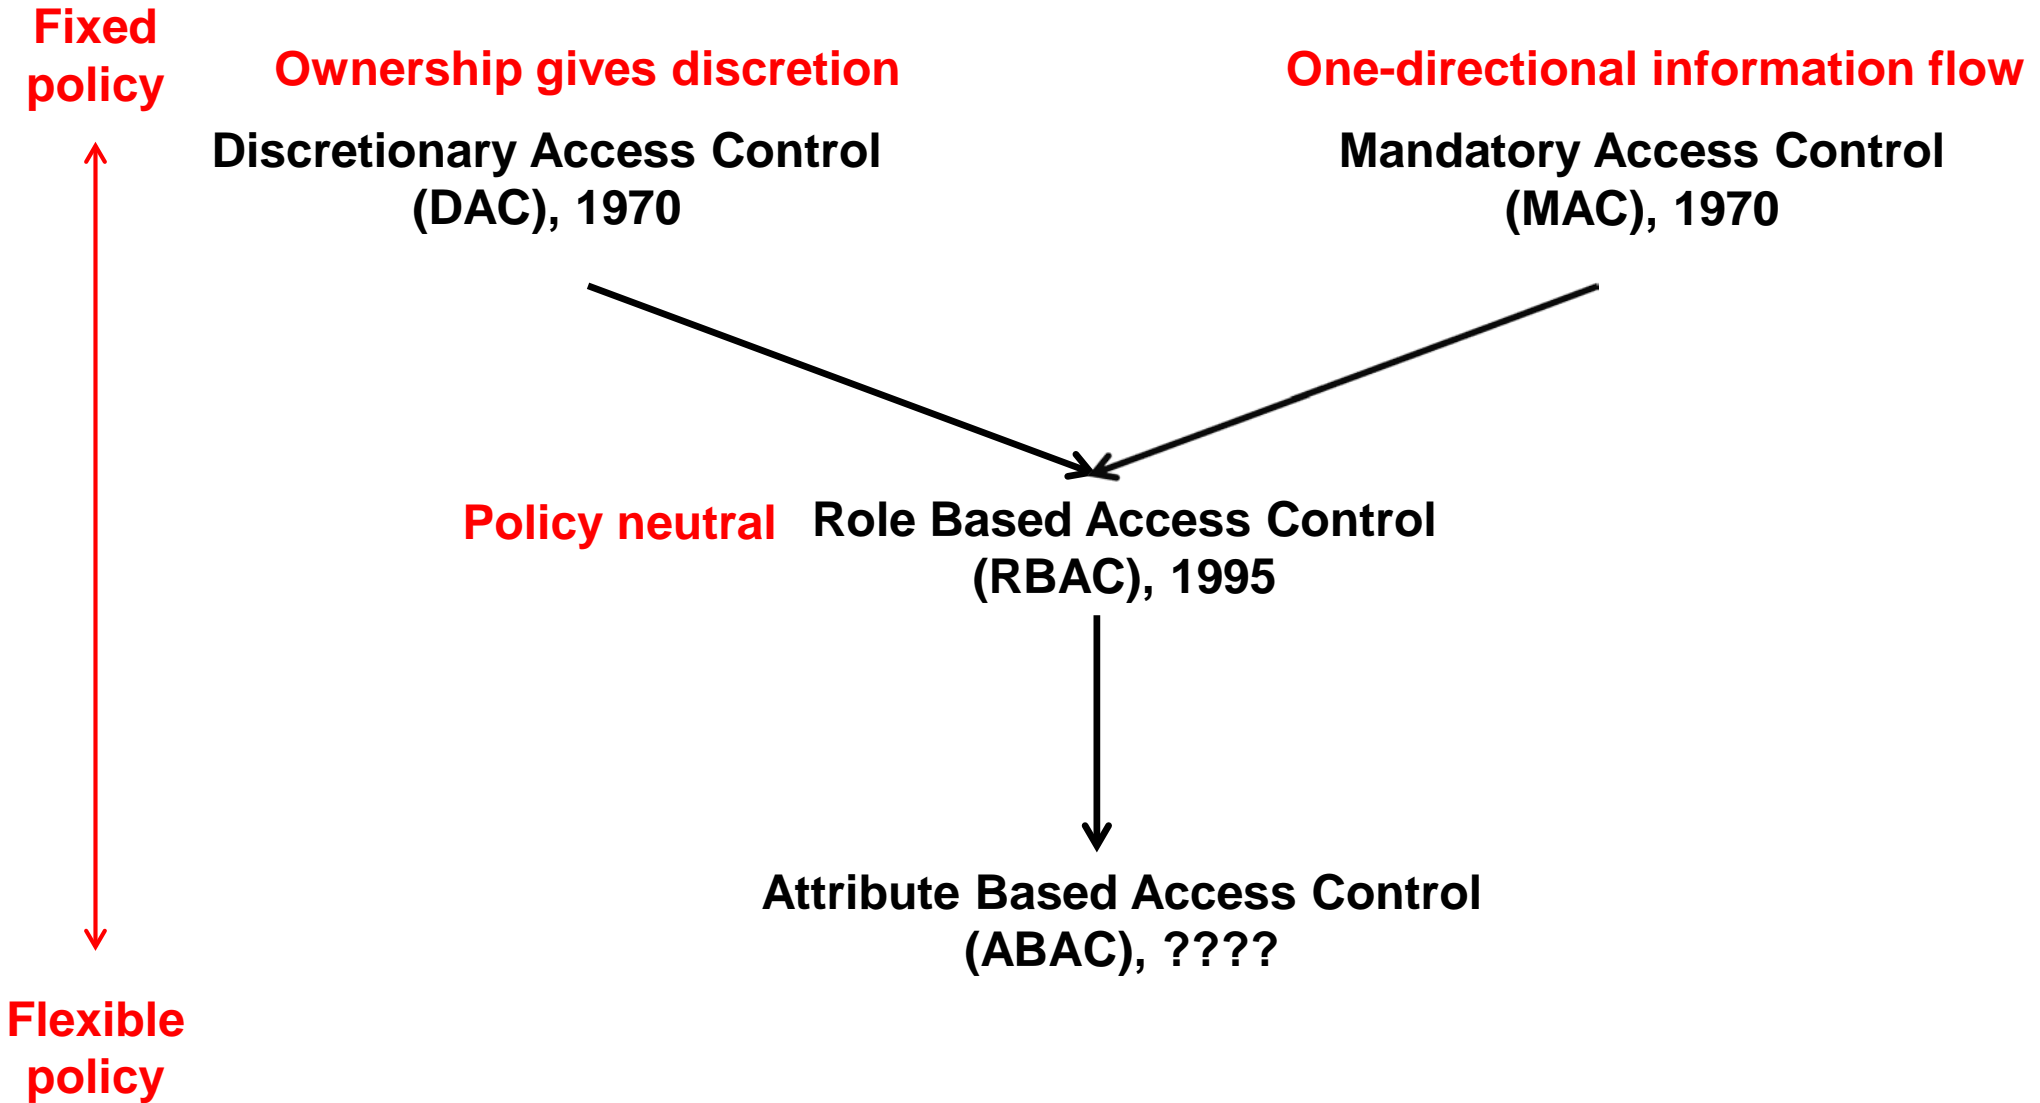 Fixed
policy
Ownership gives discretion
One-directional information flow
Discretionary Access Control
(DAC), 1970
Mandatory Access Control
(MAC), 1970
Policy neutral
Role Based Access Control
(RBAC), 1995
Attribute Based Access Control
(ABAC), ????
Flexible
policy